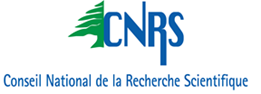 CNRS
Conseil National de la Recherche Scientifique